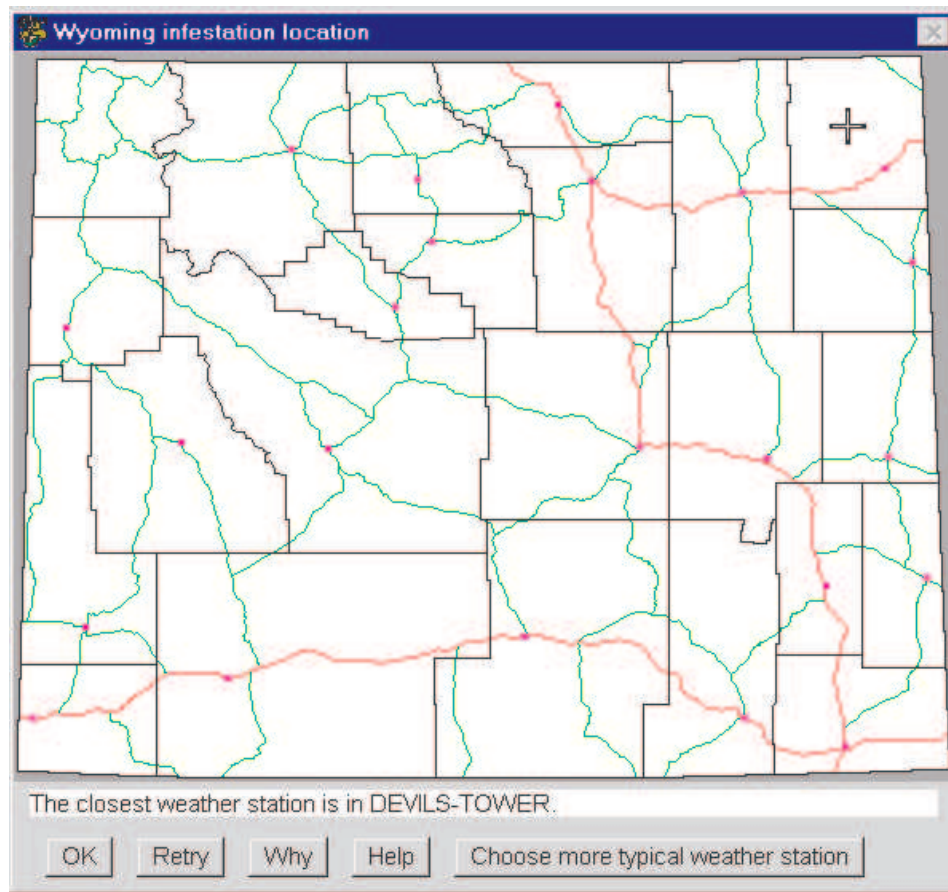 Wyoming infestation location
The closest weather station is in DEVILS-TOWER.
OK Retry Why Help Choose more typical weather station